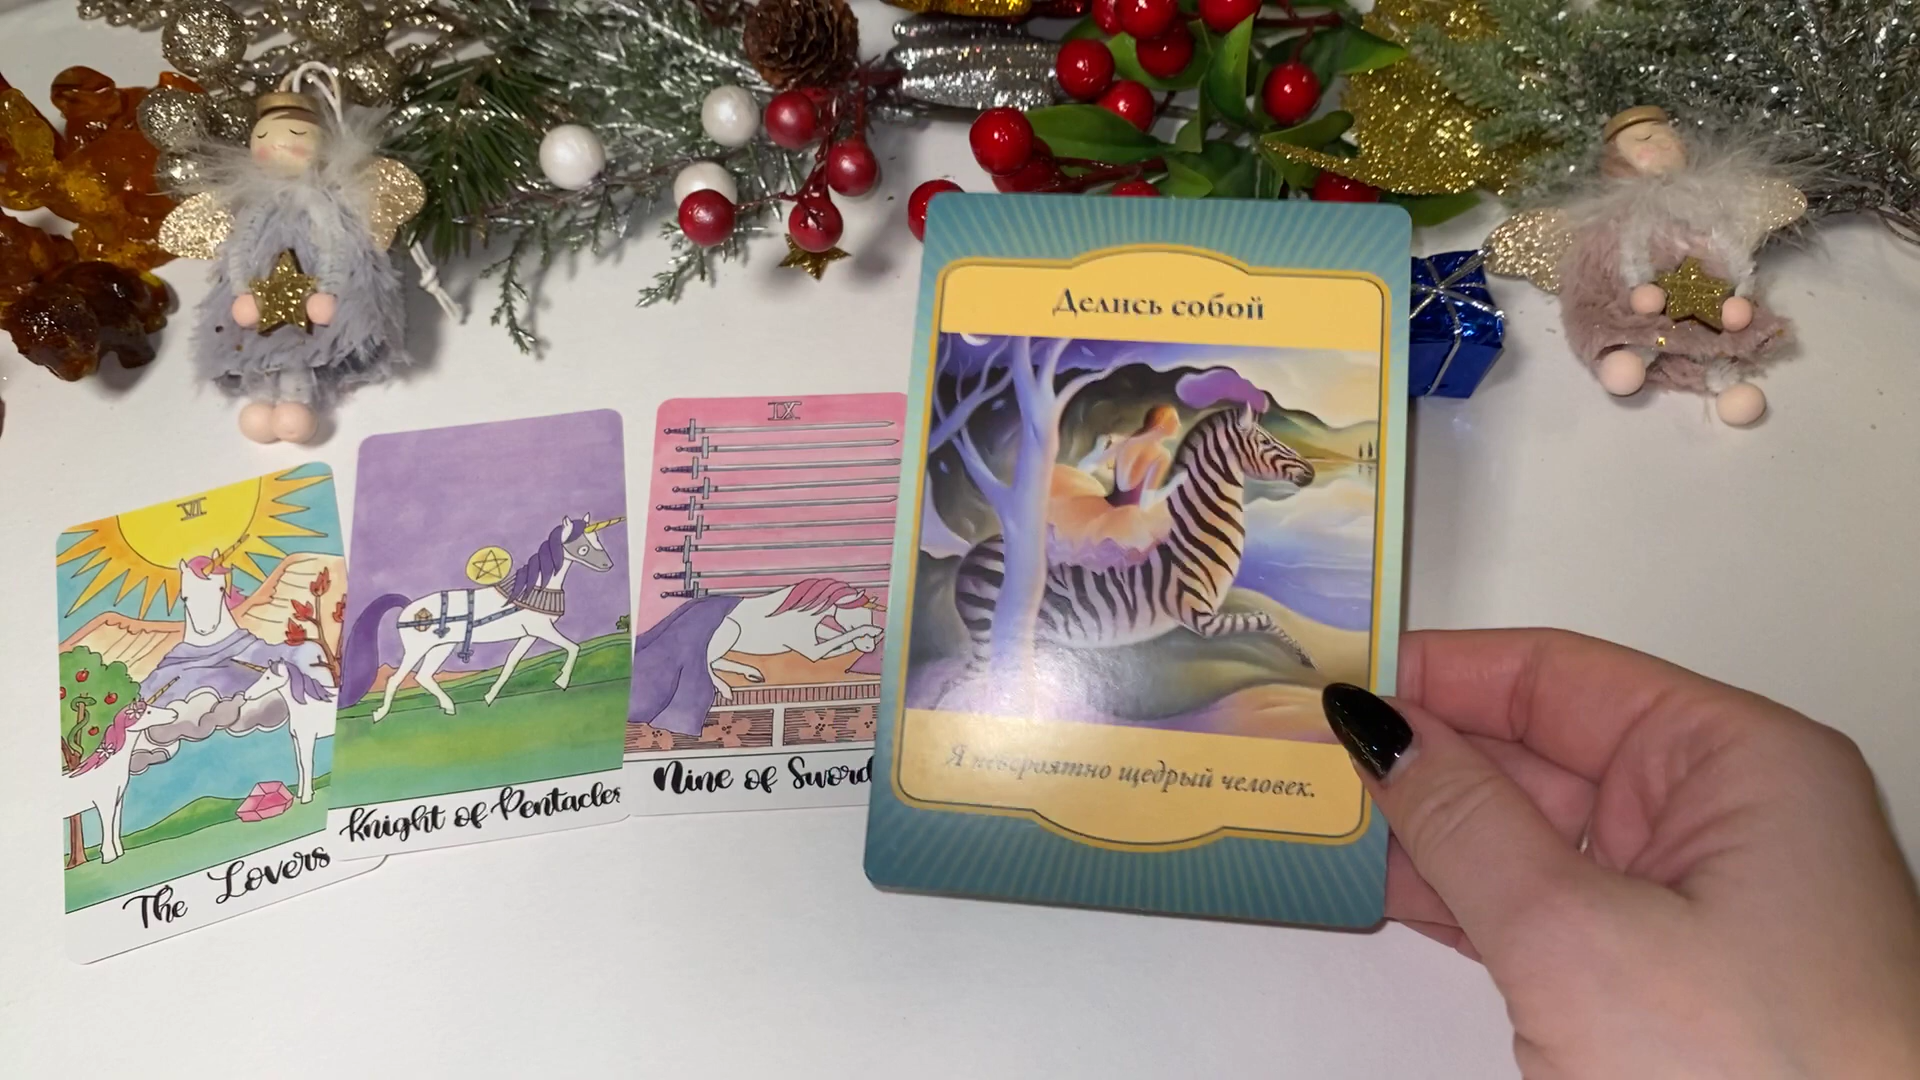 VI
The Lovers
Knight of Pentacles
IX
Nine of Sword
Делись собой
Я невероятно щедрый человек.